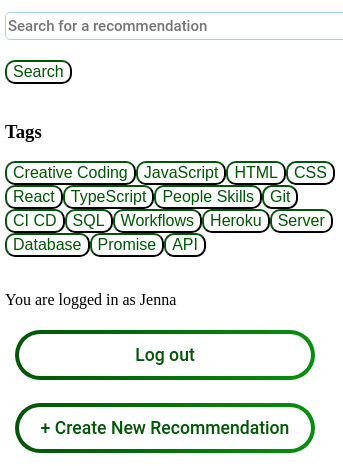 Search for a recommendation
Search
Tags
Creative Coding JavaScript HTML CSS
React TypeScript People Skills Git
CI CD SQL Workflows Heroku Server
Database Promise API
You are logged in as Jenna
Log out
+ Create New Recommendation